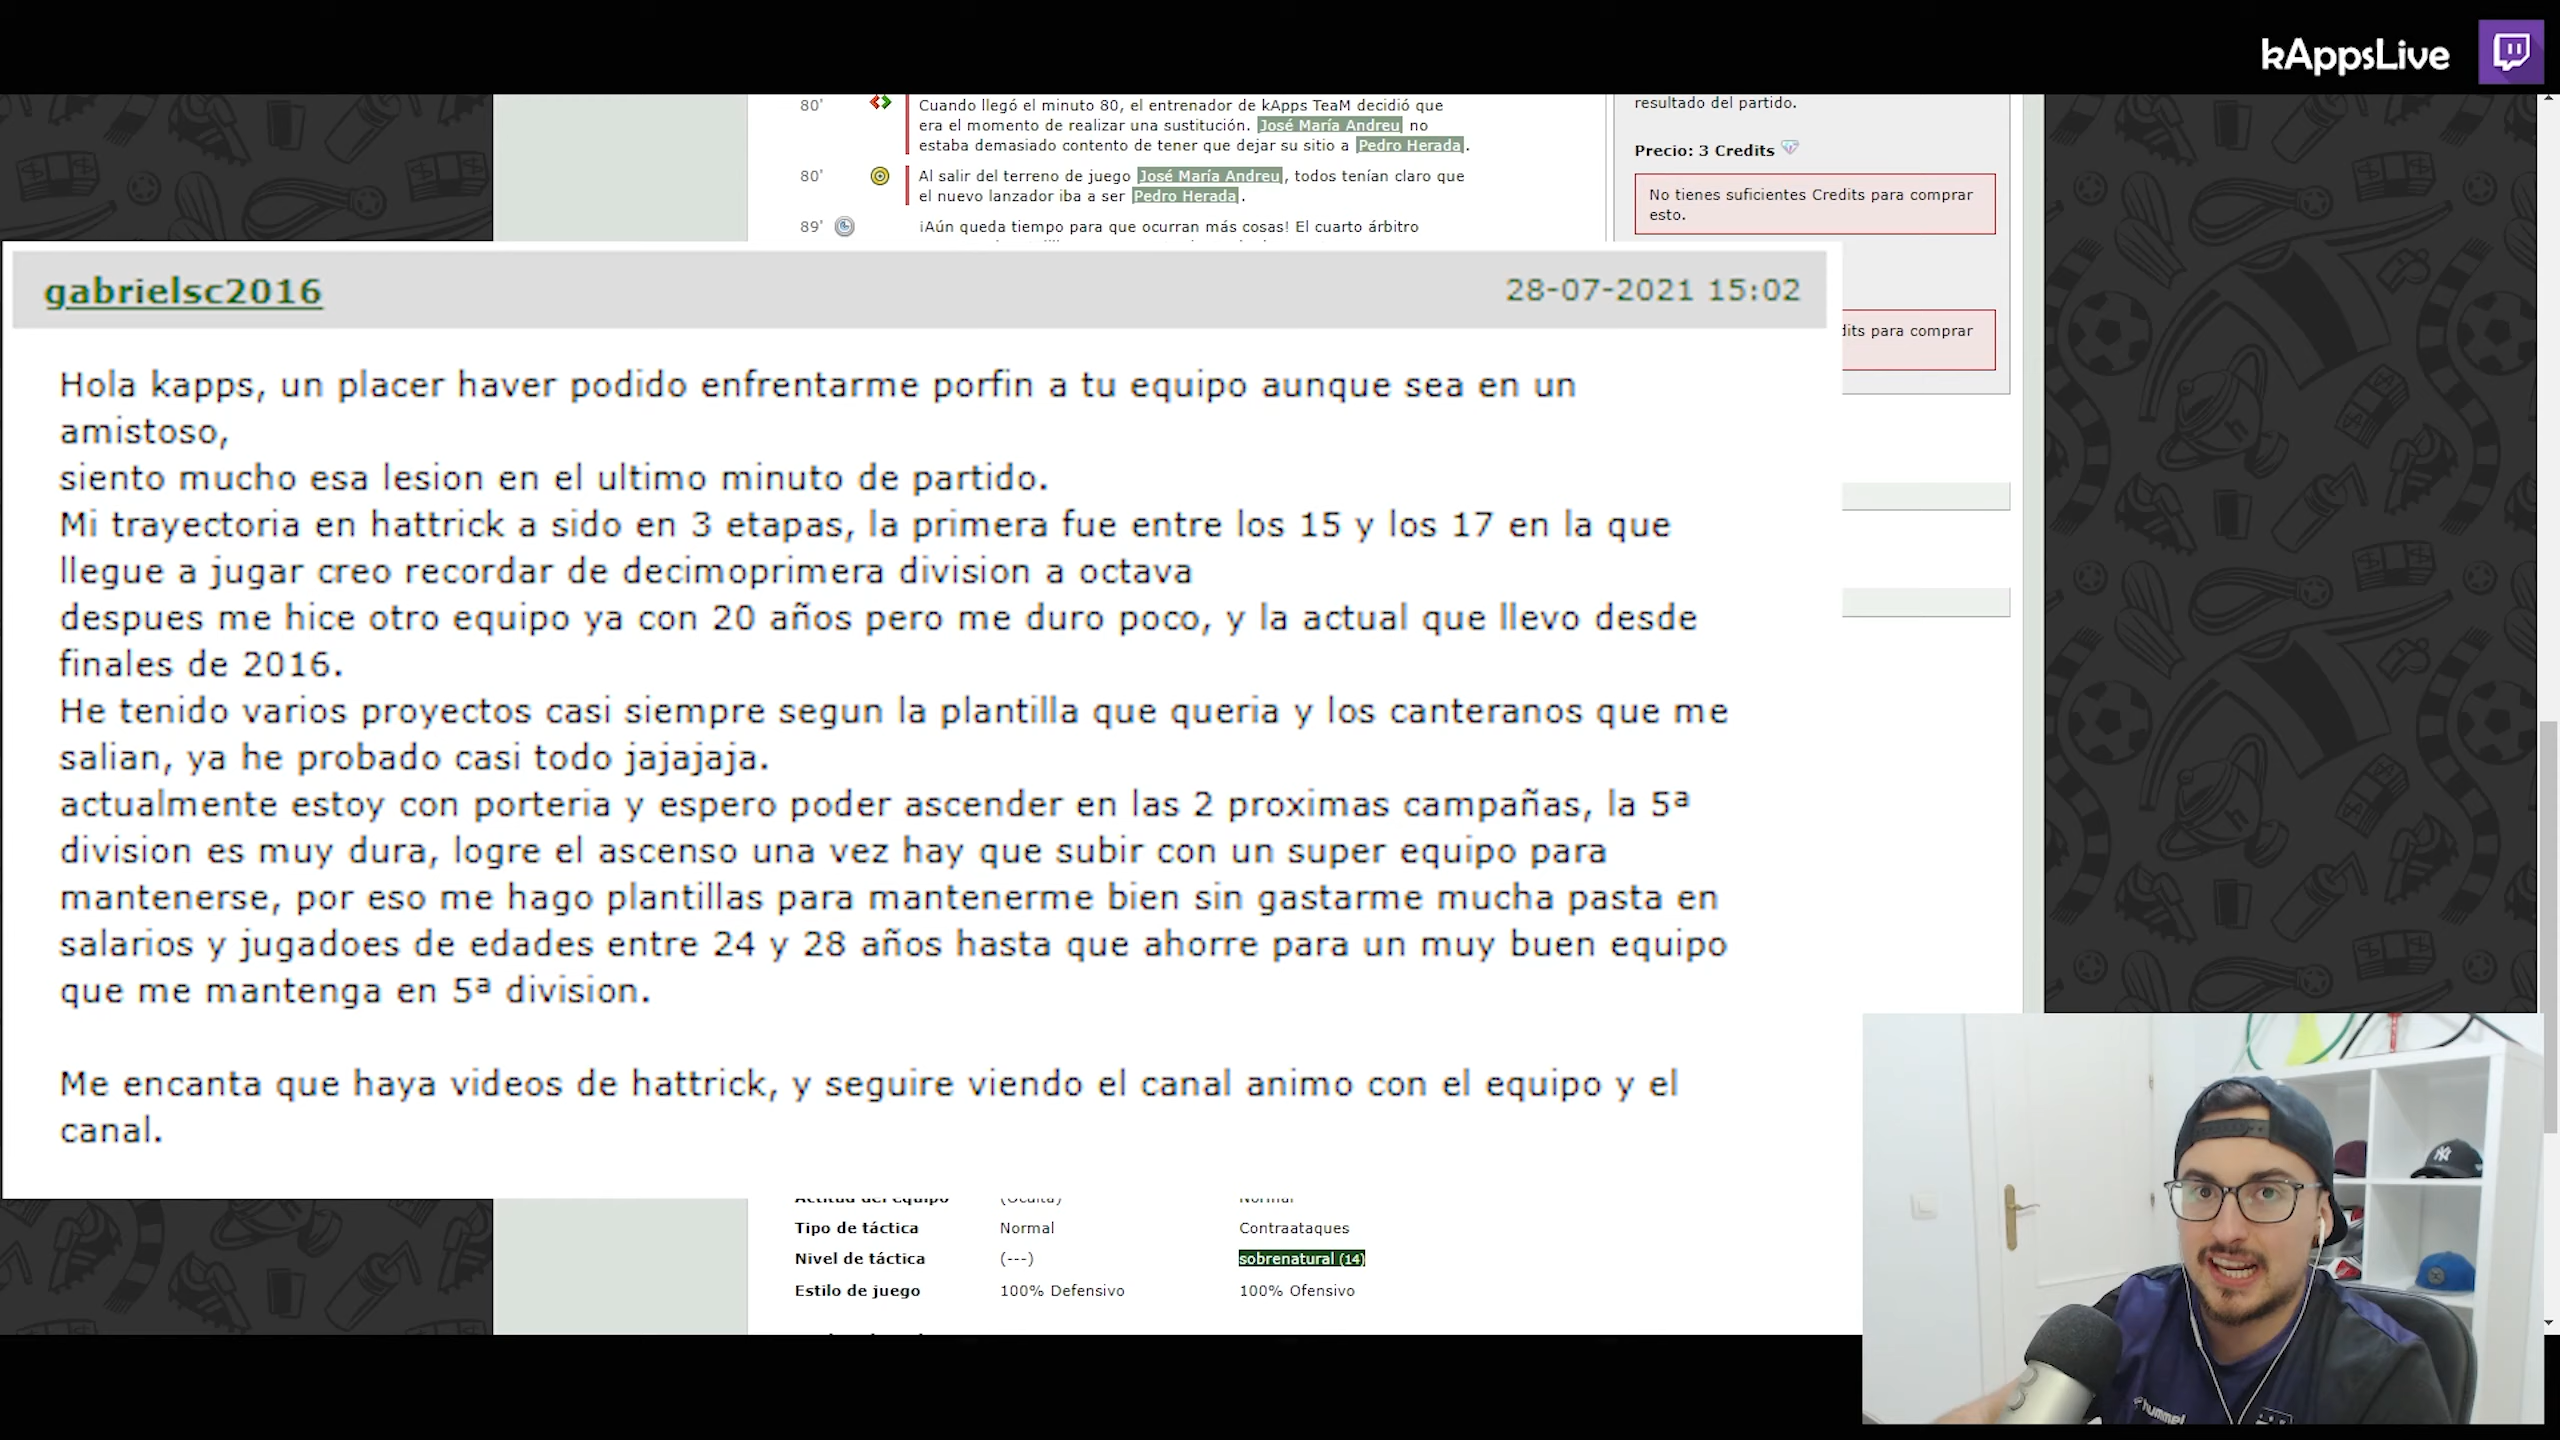 kAppsLive
80' Cuando llegó el minuto 80, el entrenador de kApps TeaM decidió que
era el momento de realizar una sustitución. José María Andreu no
estaba demasiado contento de tener que dejar su sitio a Pedro Herada.
80' Al salir del terreno de juego José María Andreu, todos tenían claro que
el nuevo lanzador iba a ser Pedro Herada.
89' ¡Aún queda tiempo para que ocurran más cosas! El cuarto árbitro
resultado del partido.
Precio: 3 Credits
No tienes suficientes Credits para comprar
esto.
dits para comprar
gabrielsc2016 28-07-2021 15:02
Hola kapps, un placer haver podido enfrentarme porfin a tu equipo aunque sea en un
amistoso,
siento mucho esa lesion en el ultimo minuto de partido.
Mi trayectoria en hattrick a sido en 3 etapas, la primera fue entre los 15 y los 17 en la que
llegue a jugar creo recordar de decimoprimera division a octava
despues me hice otro equipo ya con 20 años pero me duro poco, y la actual que llevo desde
finales de 2016.
He tenido varios proyectos casi siempre segun la plantilla que queria y los canteranos que me
salian, ya he probado casi todo jajajaja.
actualmente estoy con porteria y espero poder ascender en las 2 proximas campañas, la 5ª
division es muy dura, logre el ascenso una vez hay que subir con un super equipo para
mantenerse, por eso me hago plantillas para mantenerme bien sin gastarme mucha pasta en
salarios y jugadoes de edades entre 24 y 28 años hasta que ahorre para un muy buen equipo
que me mantenga en 5ª division.
Me encanta que haya videos de hattrick, y seguire viendo el canal animo con el equipo y el
canal.
Actitud del equipo (Oculta) Normal
Tipo de táctica Normal Contraataques
Nivel de táctica (---) sobrenatural (14)
Estilo de juego 100% Defensivo 100% Ofensivo
hummel